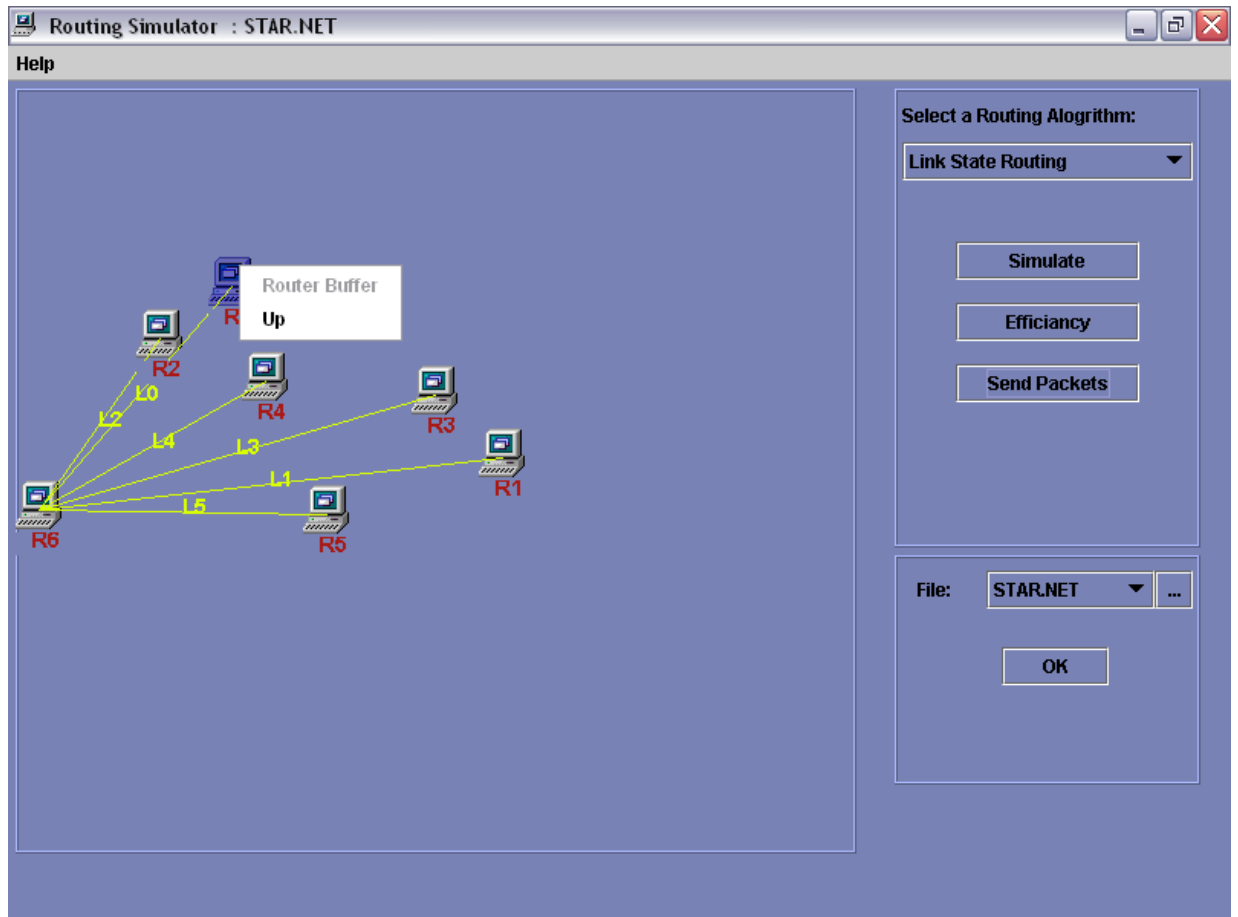 Routing Simulator : STAR.NET
Help
Select a Routing Alogrithm:
Link State Routing
Simulate
Efficiancy
Send Packets
Router Buffer
Up
R
R2
L0
L2
R4
L4
R3
L3
R1
L1
L5
R6
R5
File:
STAR.NET
...
OK